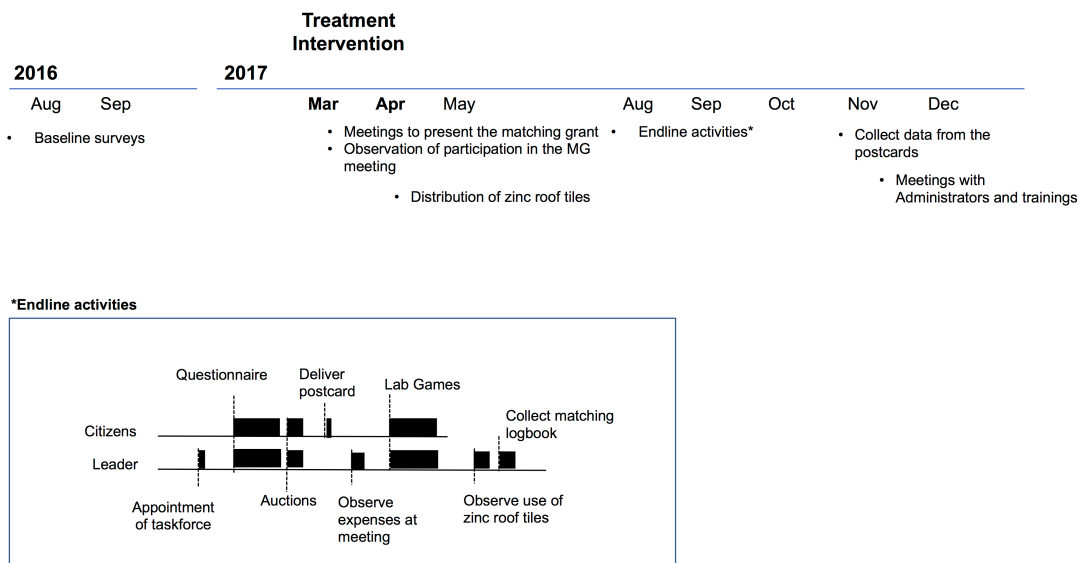 Treatment
Intervention
2016
2017
Aug
Sep
Mar
Apr
May
Aug
Sep
Oct
Nov
Dec
• Baseline surveys
• Meetings to present the matching grant
• Observation of participation in the MG
meeting
• Distribution of zinc roof tiles
• Endline activities*
• Collect data from the
postcards
• Meetings with
Administrators and trainings
*Endline activities
Questionnaire
Deliver
postcard
Lab Games
Collect matching
logbook
Citizens
Leader
Appointment
of taskforce
Auctions
Observe
expenses at
meeting
Observe use of
zinc roof tiles